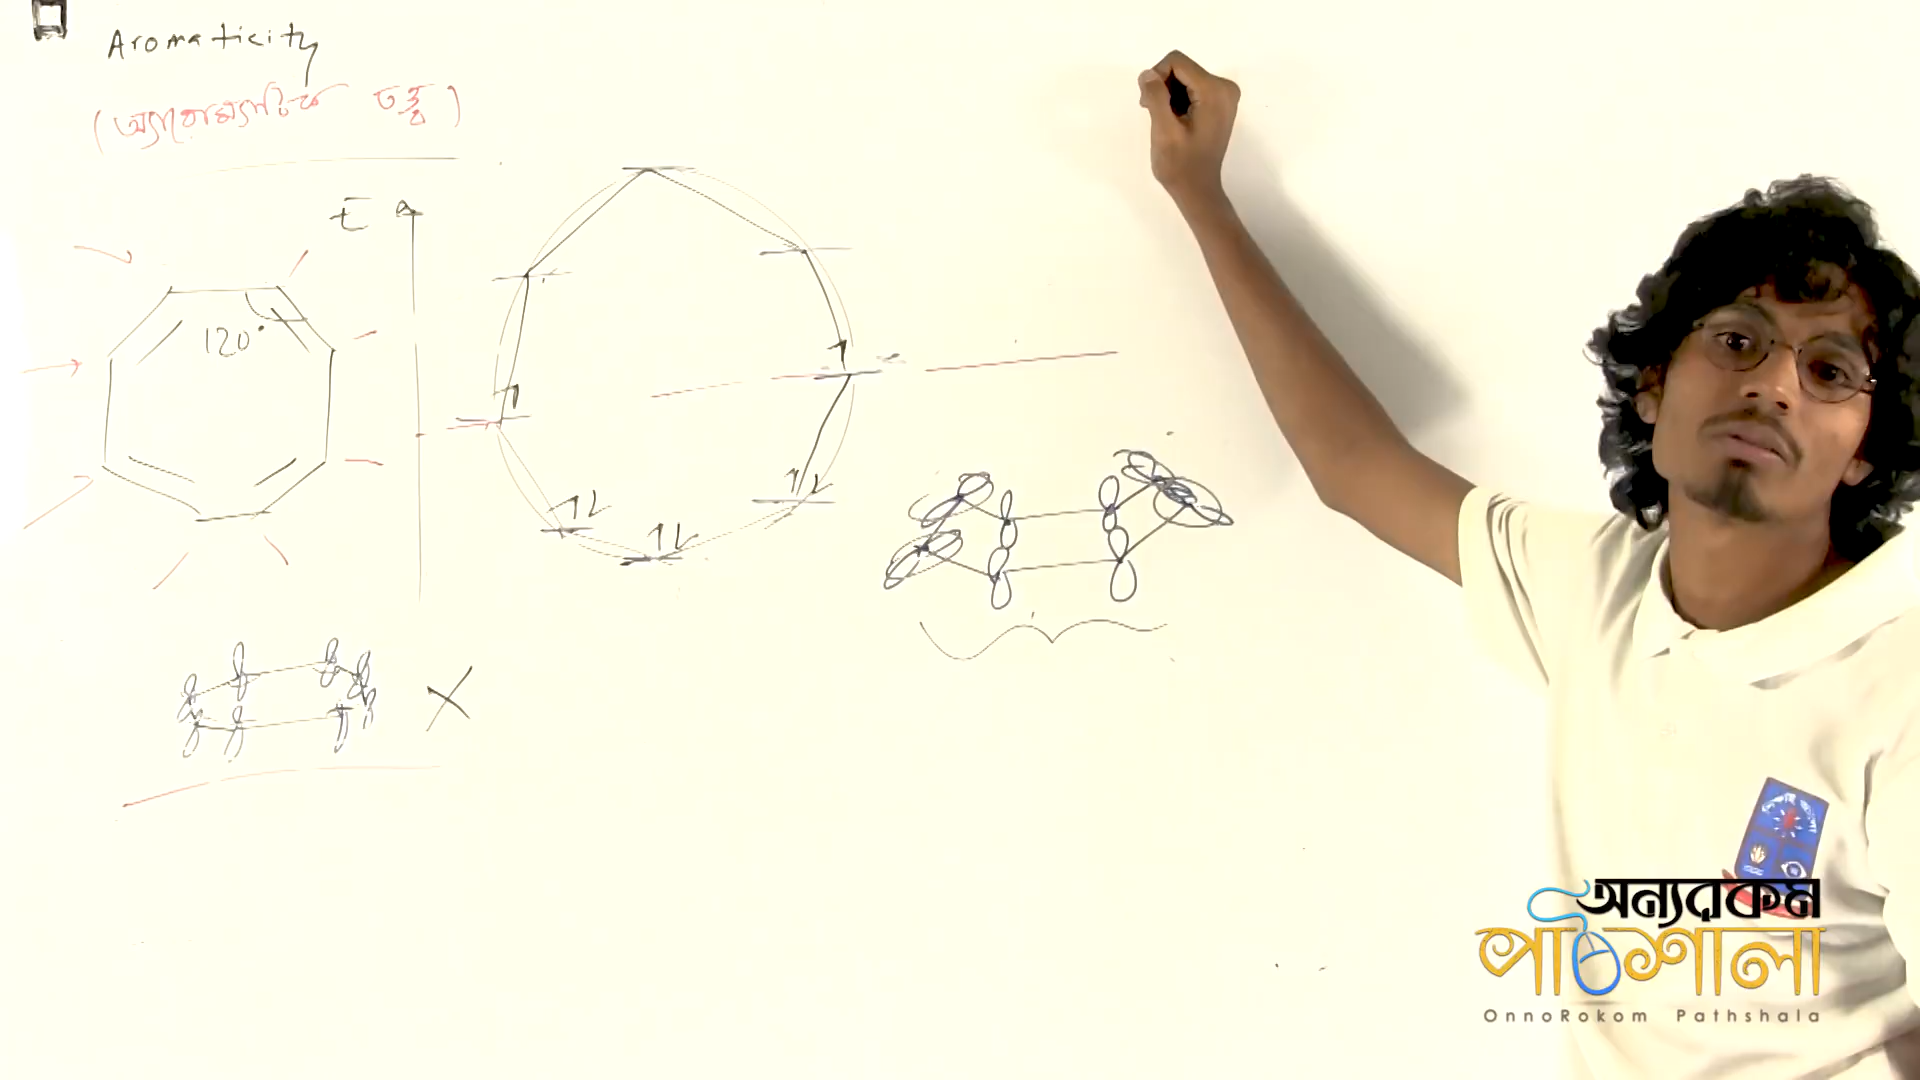 Aromaticity
(অ্যারোম্যাটিক তত্ত্ব)
E
120°
অন্যরকম
পাঠশালা
OnnoRokom Pathshala